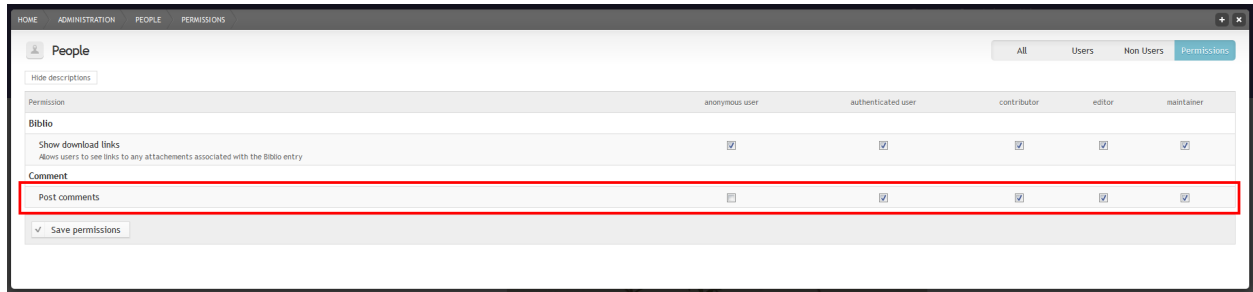 HOME ADMINISTRATION PEOPLE PERMISSIONS
People
All Users Non Users Permissions
Hide descriptions
Permission anonymous user authenticated user contributor editor maintainer
Biblio
Show download links
Allows users to see links to any attachements associated with the Biblio entry
Comment
Post comments
Save permissions